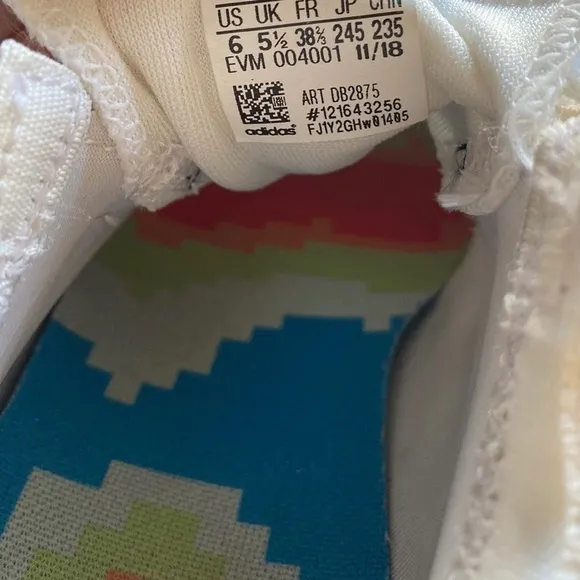 US UK FR JP CHN
6 5½ 38⅔ 245 235
EVM 004001 11/18
ART DB2875
#121643256
adidas FJ1Y2GHw01405